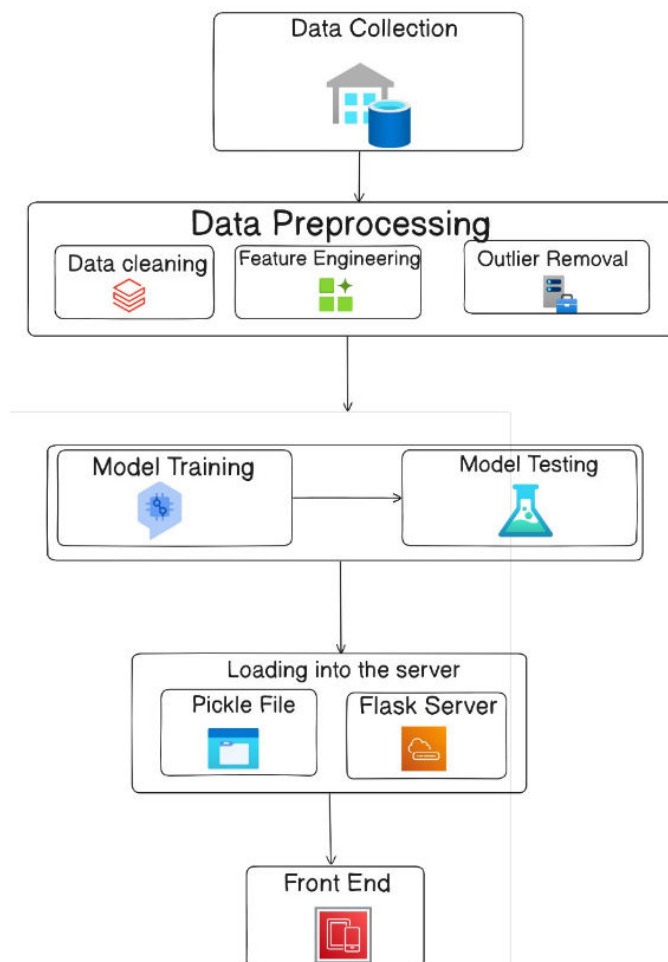 Data Collection
Data Preprocessing
Data cleaning
Feature Engineering
Outlier Removal
Model Training
Model Testing
Loading into the server
Pickle File
Flask Server
Front End